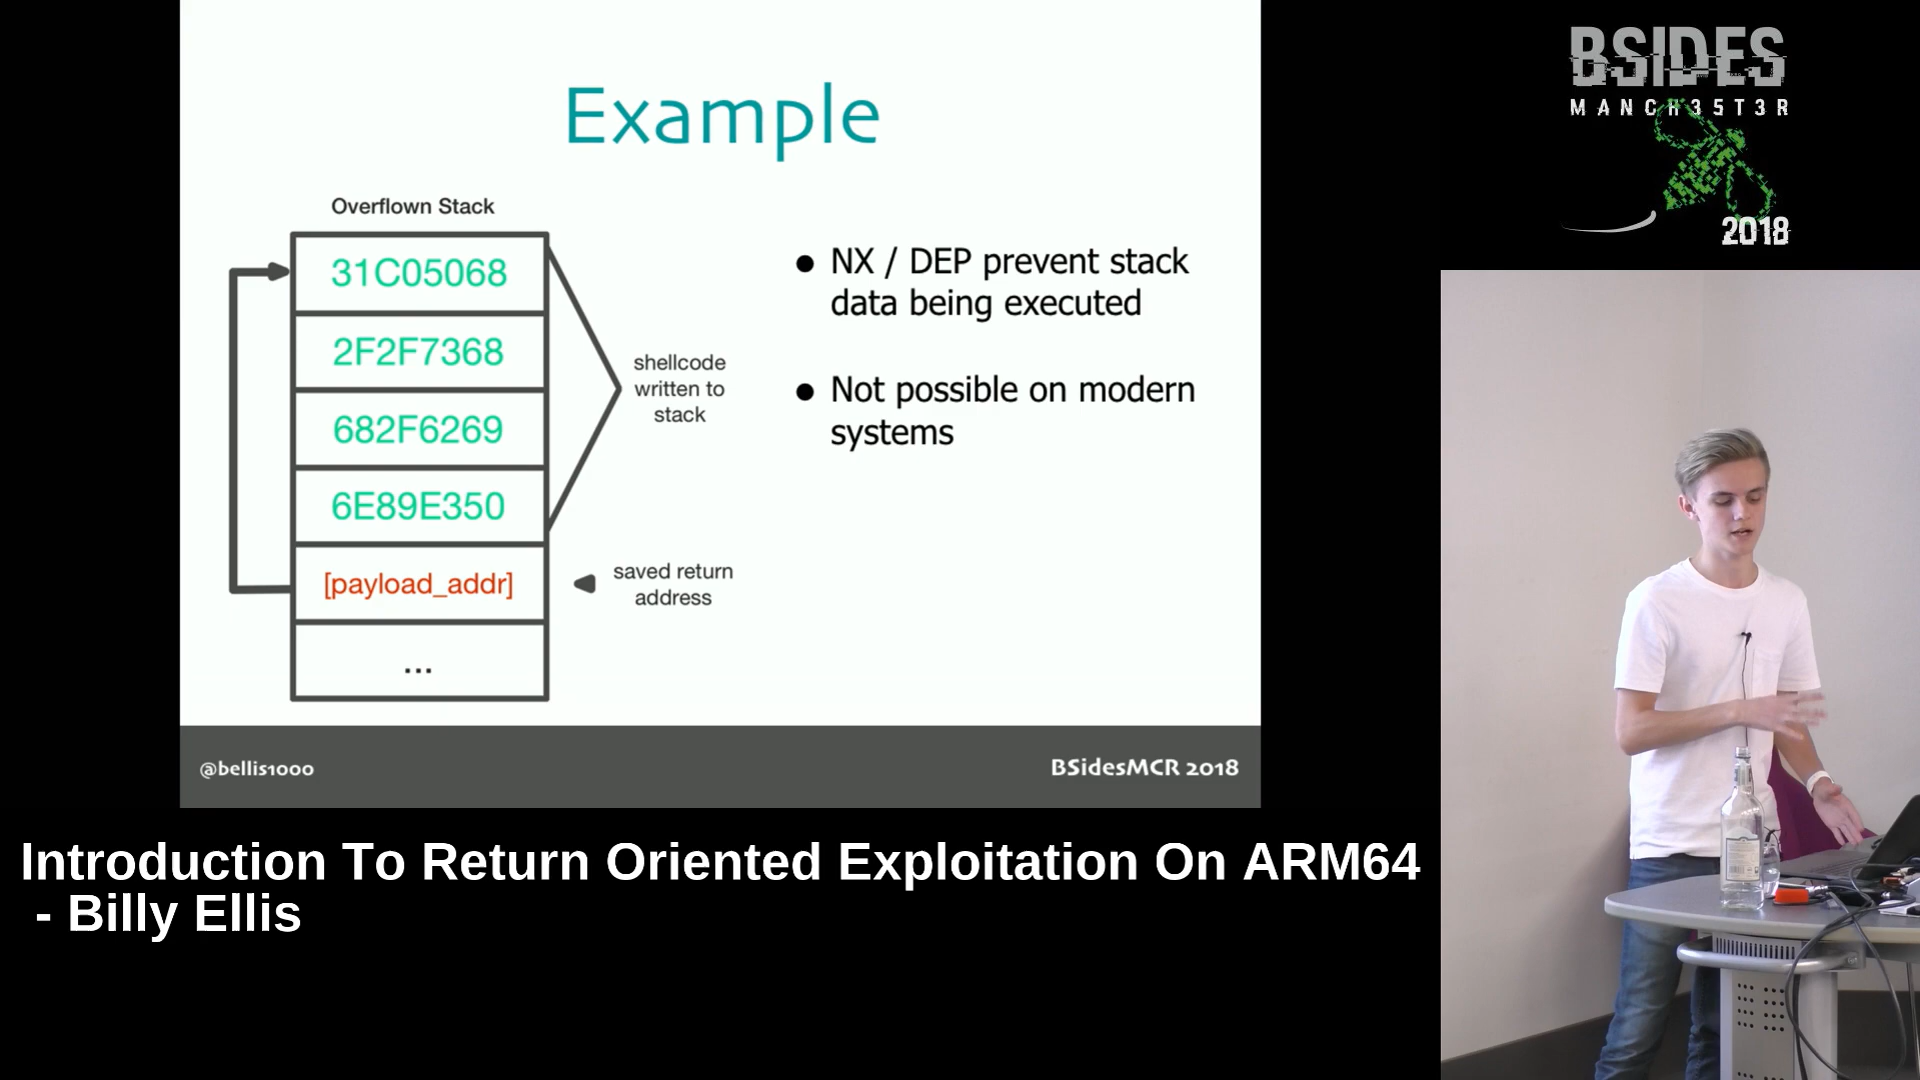 Example
Overflown Stack
31C05068
2F2F7368
682F6269
6E89E350
[payload_addr]
...
shellcode
written to
stack
saved return
address
● NX / DEP prevent stack
data being executed
● Not possible on modern
systems
@bellis1000
BSidesMCR 2018
BSIDES
MANCH35T3R
2018
Introduction To Return Oriented Exploitation On ARM64
- Billy Ellis